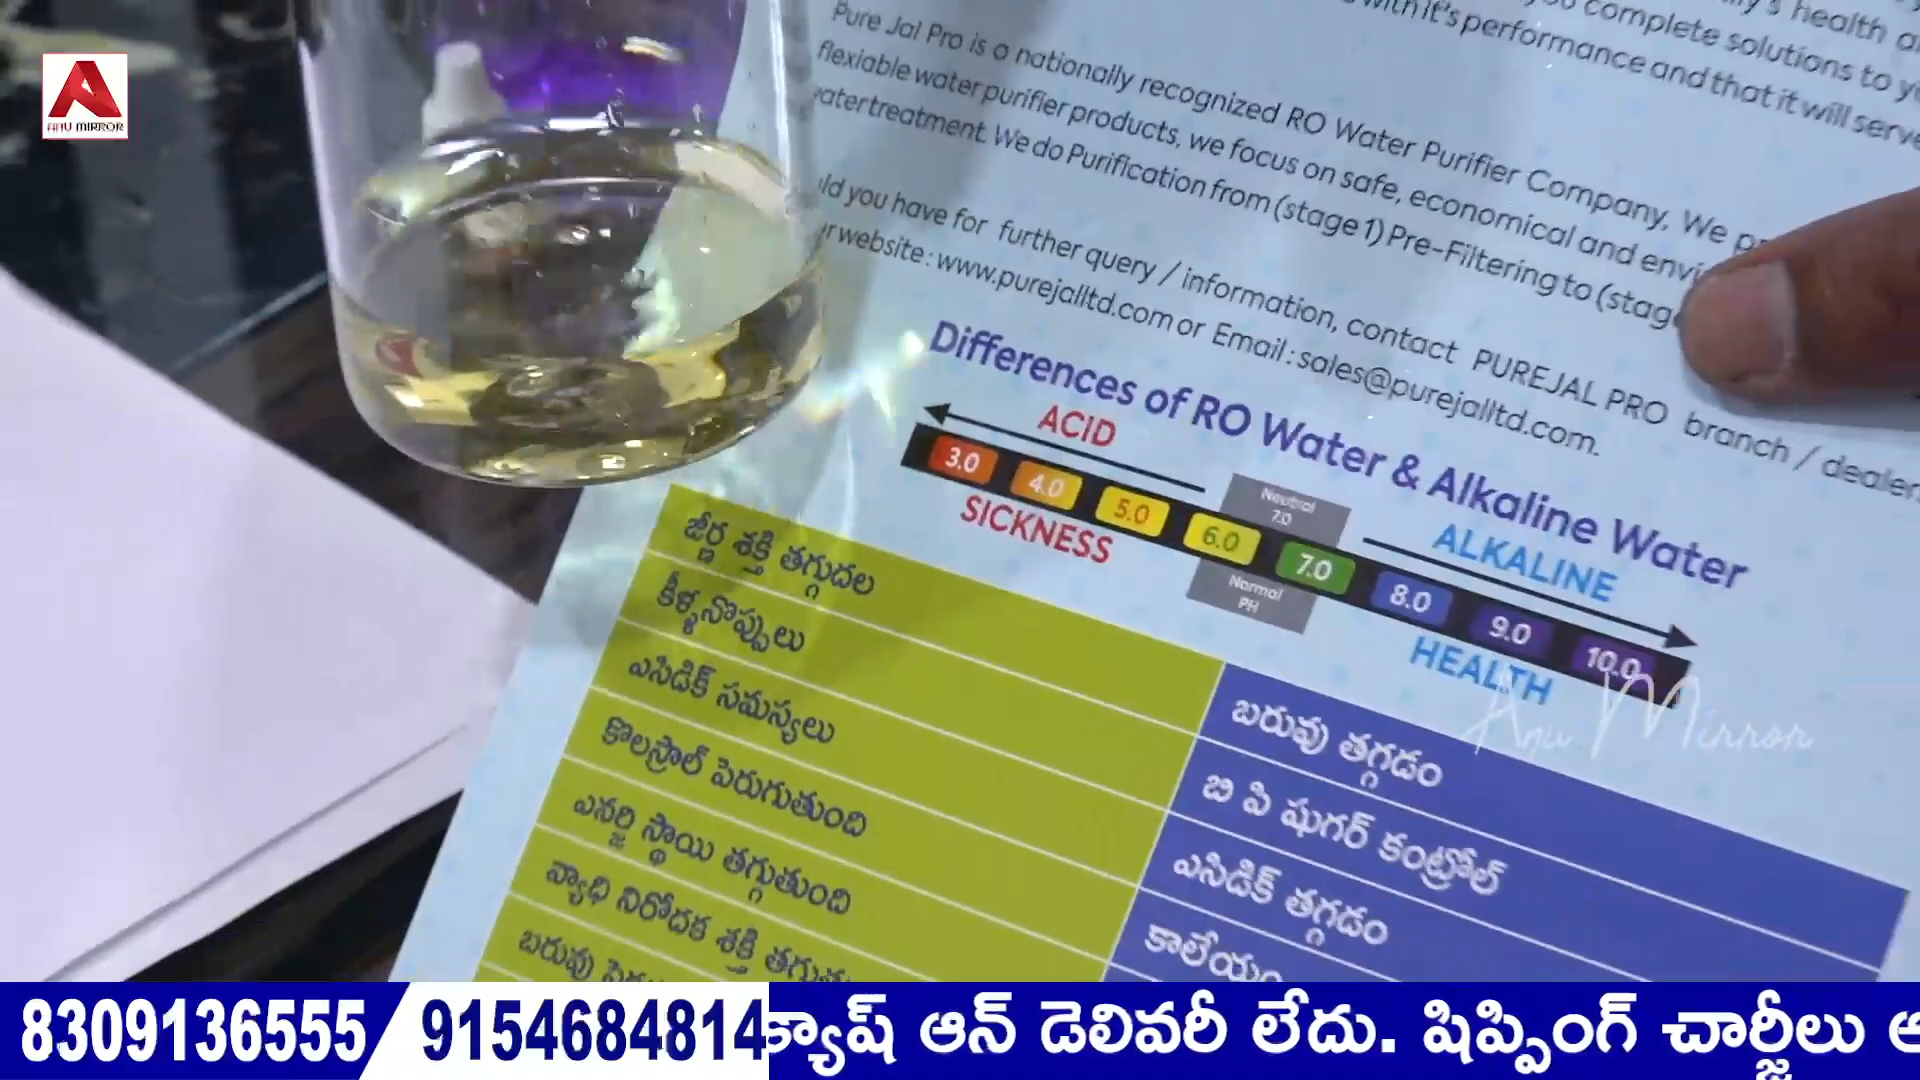 ANU MIRROR
health
complete solutions to
with it's performance and that it will serve
Pure Jal Pro is a nationally recognized RO Water Purifier Company, We
flexiable water purifier products, we focus on safe, economical and
treatment. We do Purification from (stage 1) Pre-Filtering to
you have for further query / information, contact PUREJAL PRO branch / dealer
website : www.purejalltd.com or Email : sales@purejalltd.com.
Differences of RO Water & Alkaline Water
ACID
3.0 4.0 5.0 6.0 7.0 8.0 9.0 10.0
SICKNESS
Neutral
7.0
Normal
PH
ALKALINE
HEALTH
జీర్ణ శక్తి తగ్గుదల
కీళ్ళనొప్పులు
ఎసిడిక్ సమస్యలు
కొలస్ట్రాల్ పెరుగుతుంది
ఎనర్జి స్థాయి తగ్గుతుంది
వ్యాధి నిరోదక శక్తి
బరువు
బరువు తగ్గడం
బి పి షుగర్ కంట్రోల్
ఎసిడిక్ తగ్గడం
Anu Mirror
8309136555 9154684814 క్యాష్ ఆన్ డెలివరీ లేదు. షిప్పింగ్ చార్జీలు